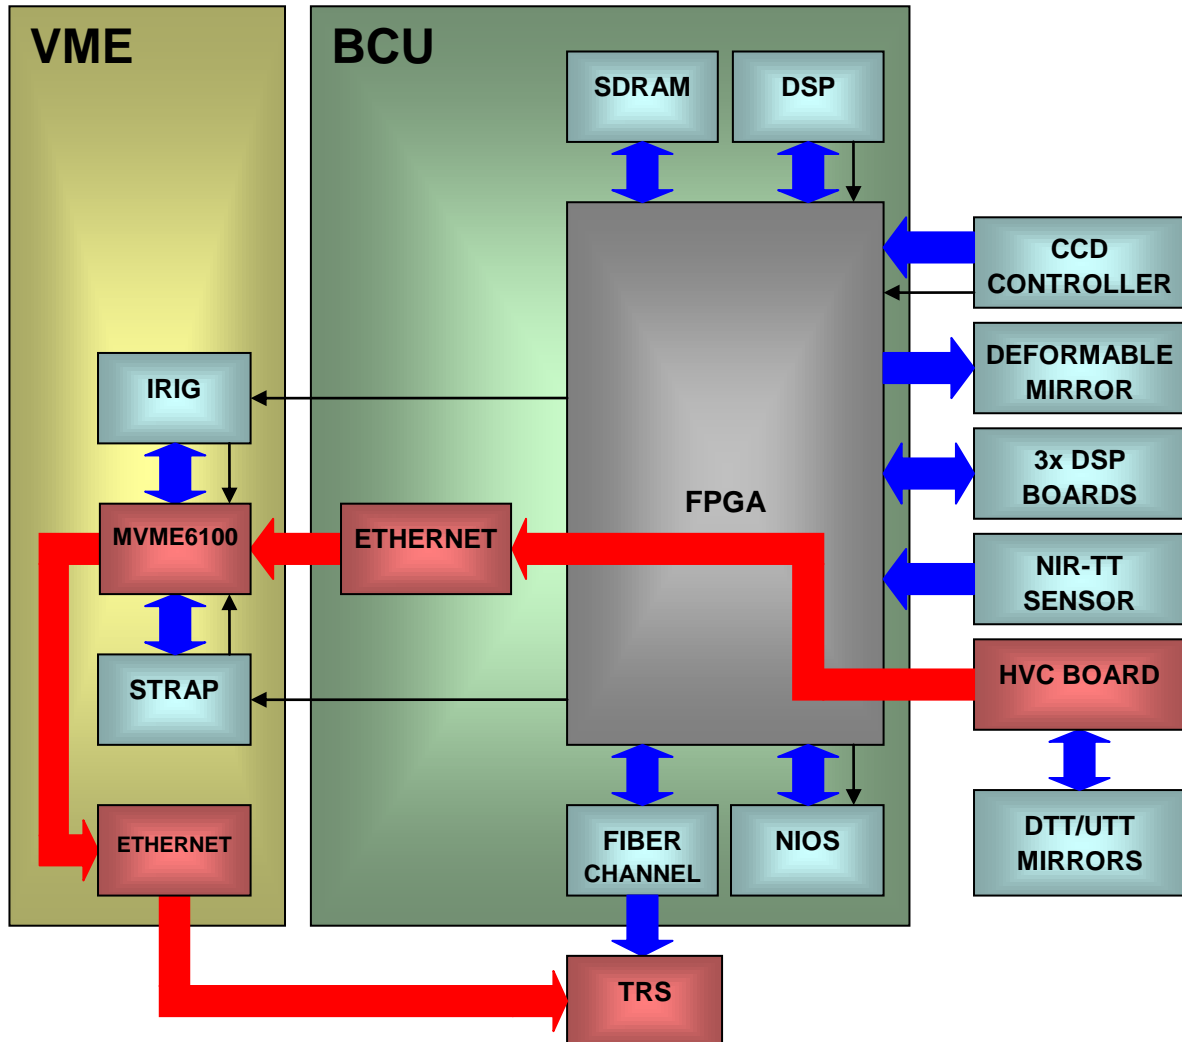 VME
BCU
SDRAM
DSP
CCD
CONTROLLER
DEFORMABLE
MIRROR
IRIG
3x DSP
BOARDS
FPGA
MVME6100
ETHERNET
NIR-TT
SENSOR
STRAP
HVC BOARD
ETHERNET
FIBER
CHANNEL
NIOS
DTT/UTT
MIRRORS
TRS